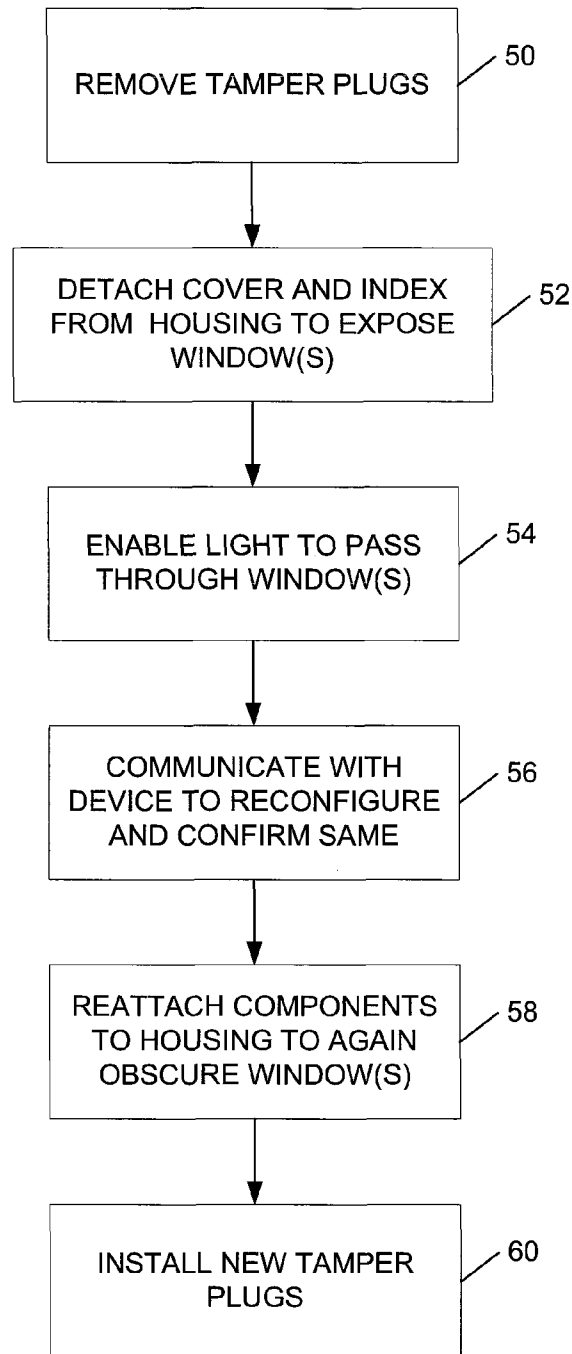 REMOVE TAMPER PLUGS
50
DETACH COVER AND INDEX
FROM HOUSING TO EXPOSE
WINDOW(S)
52
ENABLE LIGHT TO PASS
THROUGH WINDOW(S)
54
COMMUNICATE WITH
DEVICE TO RECONFIGURE
AND CONFIRM SAME
56
REATTACH COMPONENTS
TO HOUSING TO AGAIN
OBSCURE WINDOW(S)
58
INSTALL NEW TAMPER
PLUGS
60